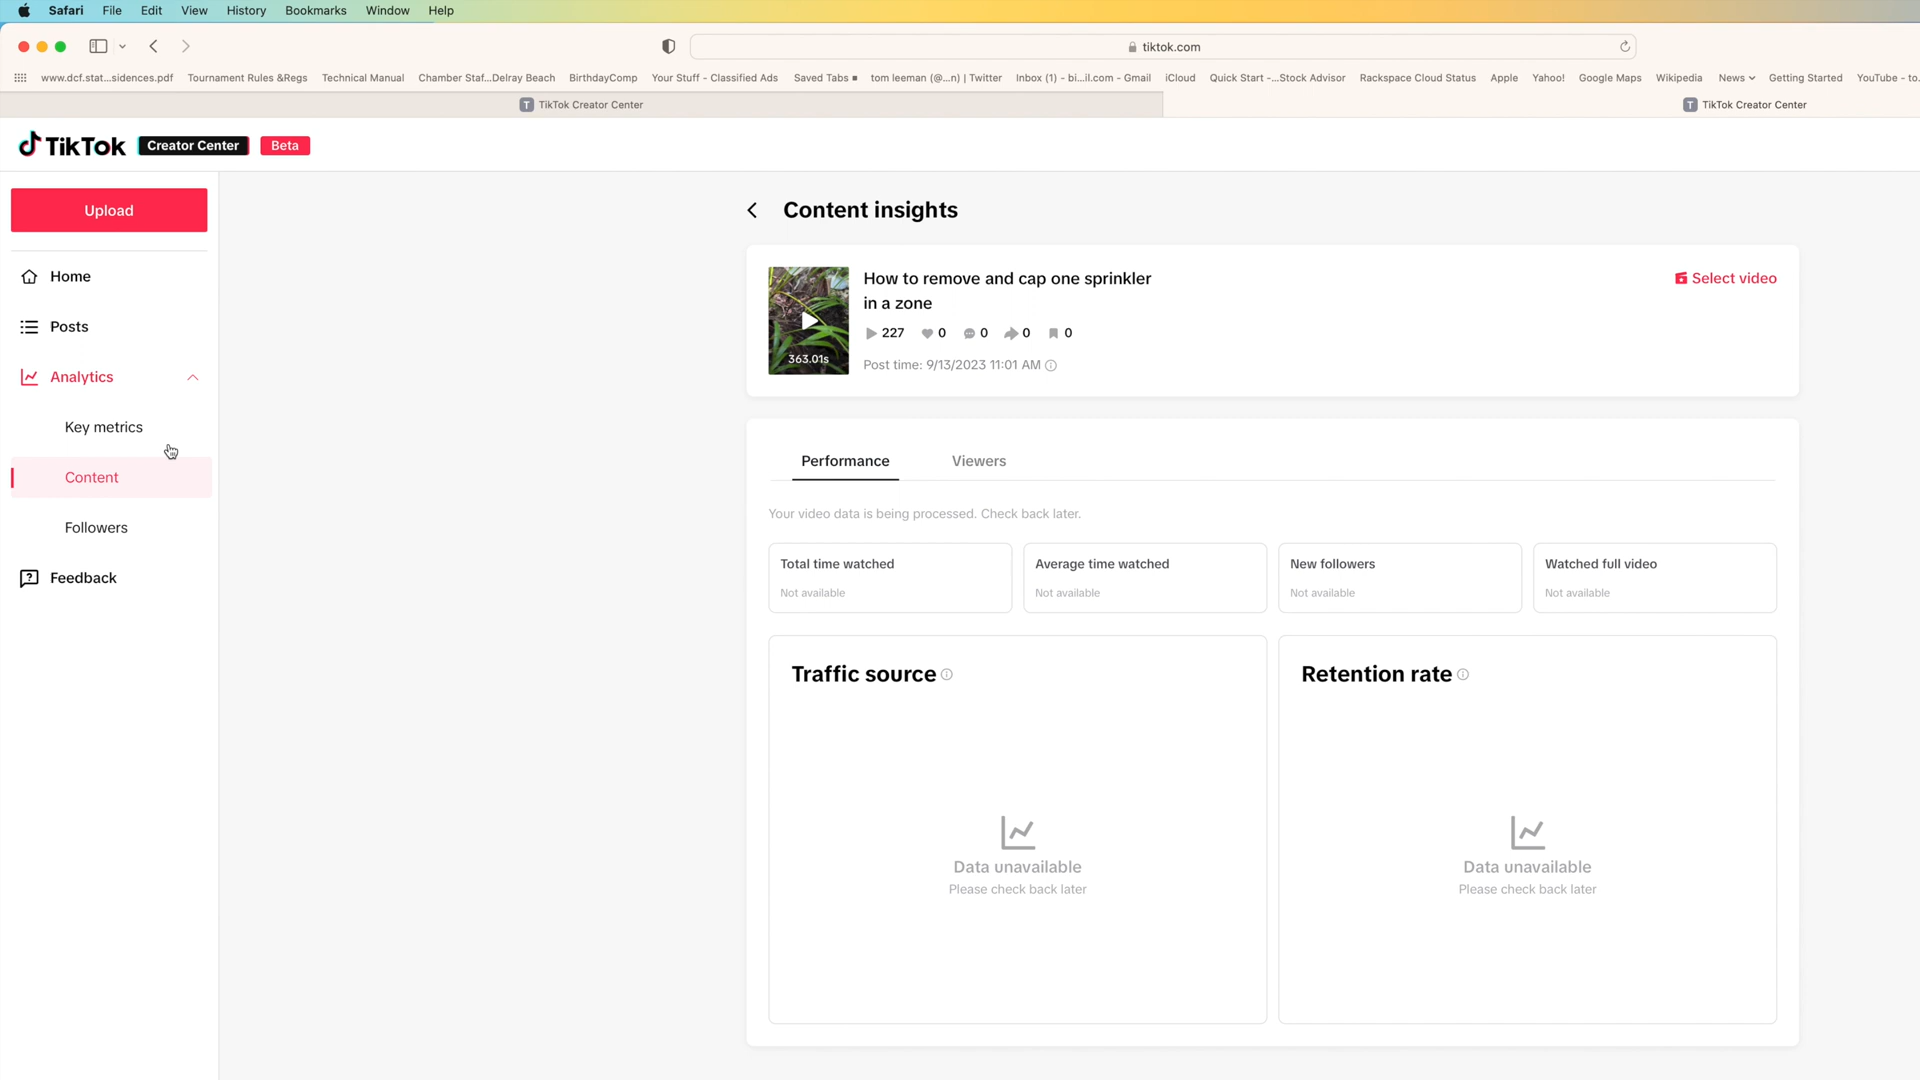 Safari File Edit View History Bookmarks Window Help
tiktok.com
www.dcf.stat...sidences.pdf Tournament Rules &Regs Technical Manual Chamber Staf...Delray Beach BirthdayComp Your Stuff - Classified Ads Saved Tabs tom leeman (@...n) | Twitter Inbox (1) - bi...il.com - Gmail iCloud Quick Start -...Stock Advisor Rackspace Cloud Status Apple Yahoo! Google Maps Wikipedia News Getting Started YouTube - to...
T TikTok Creator Center T TikTok Creator Center
TikTok Creator Center Beta
Upload
Home
Posts
Analytics
Key metrics
Content
Followers
Feedback
Content insights
How to remove and cap one sprinkler
in a zone
Select video
227 0 0 0 0
363.01s
Post time: 9/13/2023 11:01 AM
Performance Viewers
Your video data is being processed. Check back later.
Total time watched Average time watched New followers Watched full video
Not available Not available Not available Not available
Traffic source Retention rate
Data unavailable Data unavailable
Please check back later Please check back later